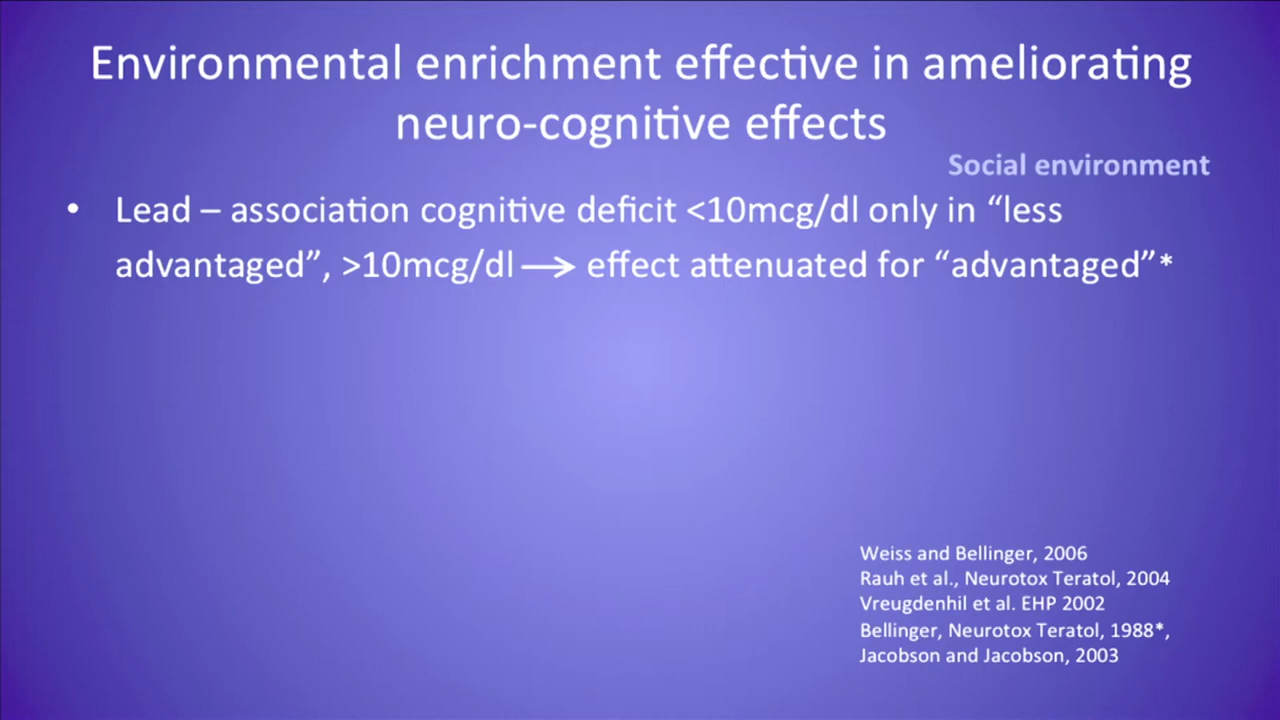 Environmental enrichment effective in ameliorating
neuro-cognitive effects
Social environment
• Lead – association cognitive deficit <10mcg/dl only in “less
advantaged”, >10mcg/dl → effect attenuated for “advantaged”*
Weiss and Bellinger, 2006
Rauh et al., Neurotox Teratol, 2004
Vreugdenhil et al. EHP 2002
Bellinger, Neurotox Teratol, 1988*,
Jacobson and Jacobson, 2003